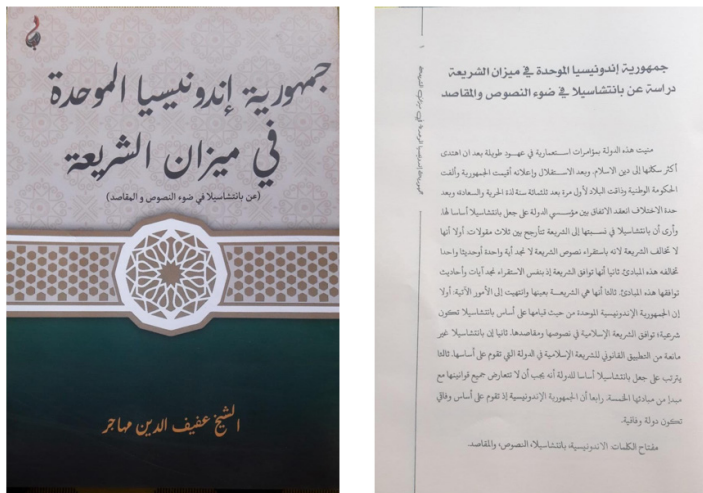 جمهورية إندونيسيا الموحدة
في ميزان الشريعة
(عن بانتشاسيلا في ضوء النصوص و المقاصد)
الشيخ عفيف الدين مهاجر
جمهورية إندونيسيا الموحدة في ميزان الشريعة
دراسة عن بانتشاسيلا في ضوء النصوص والمقاصد
منيت هذه الدولة بمؤامرات استعمارية في عهود طويلة بعد ان اهتدى
أكثر سكانها إلى دين الاسلام. وبعد الاستقلال وإعلانه أقيمت الجمهورية وألفت
الحكومة الوطنية وذاقت البلاد لأول مرة بعد ثلثمائة سنة لذة الحرية والسعادة، وبعد
حدة الاختلاف انعقد الاتفاق بين مؤسسي الدولة على جعل بانتشاسيلا أساسا لها.
وأرى أن بانتشاسيلا في نسبتها إلى الشريعة تتأرجح بين ثلاث مقولات. أولا أنها
لا تخالف الشريعة لانه باستقراء نصوص الشريعة لا نجد أية واحدة أوحديثا واحدا
تخالفه هذه المبادئ. ثانيا أنها توافق الشريعة إذ بنفس الاستقراء نجد آيات وأحاديث
توافقها هذه المبادئ. ثالثا أنها هي الشريعة بعينها وانتهيت إلى الأمور الآتية: أولا
إن الجمهورية الإندونيسية الموحدة من حيث قيامها على أساس بانتشاسيلا تكون
شرعية؛ توافق الشريعة الإسلامية في نصوصها ومقاصدها. ثانيا إن بانتشاسيلا غير
مانعة من التطبيق القانوني للشريعة الإسلامية في الدولة التي تقوم على أساسها. ثالثا
يترتب على جعل بانتشاسيلا أساسا للدولة أنه يجب أن لا تتعارض جميع قوانينها مع
مبدإ من مبادئها الخمسة. رابعا أن الجمهورية الإندونيسية إذ تقوم على أساس وفاقي
تكون دولة وفاقية.
مفتاح الكلمات: الاندونيسية، بانتشاسيلا، النصوص، والمقاصد.